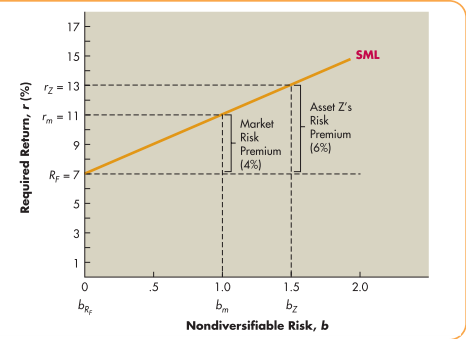 17
15
SML
r_Z = 13
r_m = 11
9
R_F = 7
5
3
1
Required Return, r (%)
Market
Risk
Premium
(4%)
Asset Z's
Risk
Premium
(6%)
0 .5 1.0 1.5 2.0
b_R_F b_m b_Z
Nondiversifiable Risk, b